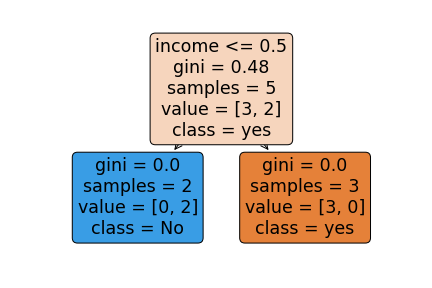 income <= 0.5
gini = 0.48
samples = 5
value = [3, 2]
class = yes
gini = 0.0
samples = 2
value = [0, 2]
class = No
gini = 0.0
samples = 3
value = [3, 0]
class = yes